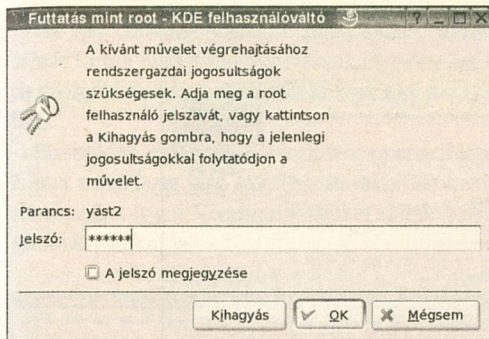 Futtatás mint root - KDE felhasználóváltó
A kívánt művelet végrehajtásához
rendszergazdai jogosultságok
szükségesek. Adja meg a root
felhasználó jelszavát, vagy kattintson
a Kihagyás gombra, hogy a jelenlegi
jogosultságokkal folytatódjon a
művelet.
Parancs: yast2
Jelszó: ******
A jelszó megjegyzése
Kihagyás OK Mégsem